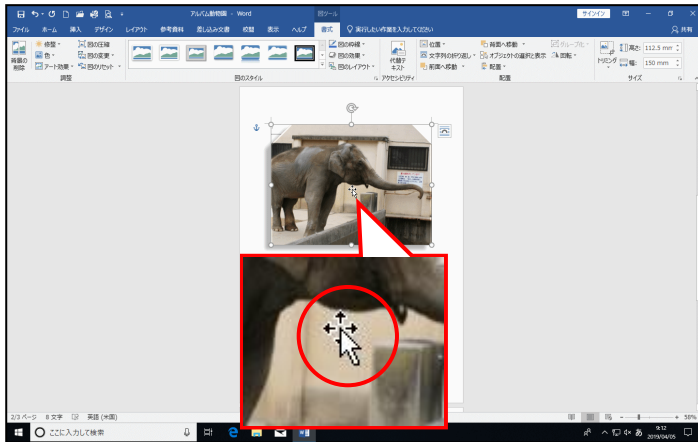 アルバム動物園 - Word
図ツール
サインイン
ファイル ホーム 挿入 デザイン レイアウト 参考資料 差し込み文書 校閲 表示 ヘルプ 書式 実行したい作業を入力してください 共有
背景の削除
修整
色
アート効果
図の圧縮
図の変更
図のリセット
調整
図のスタイル
図の枠線
図の効果
図のレイアウト
代替テキスト
アクセシビリティ
位置
文字列の折り返し
前面へ移動
背面へ移動
オブジェクトの選択と表示
配置
グループ化
回転
配置
トリミング
高さ: 112.5 mm
幅: 150 mm
サイズ
2/3 ページ 8 文字 英語 (米国) 58%
ここに入力して検索
あ
9:12
2019/04/05